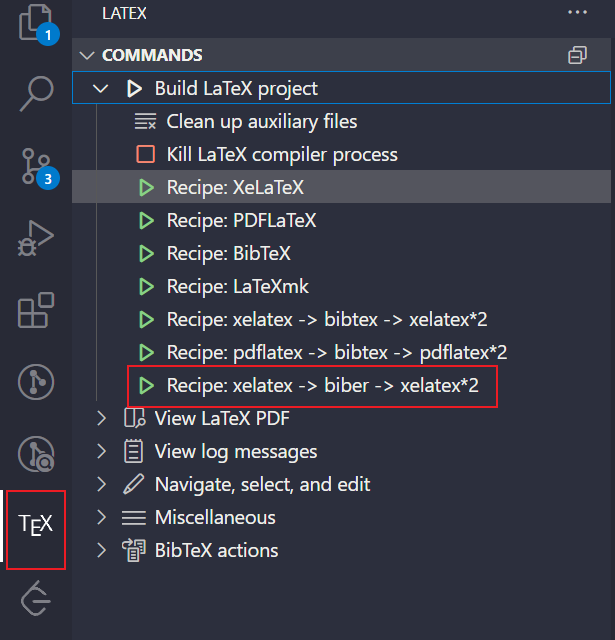 LATEX
1
COMMANDS
Build LaTeX project
Clean up auxiliary files
Kill LaTeX compiler process
3
Recipe: XeLaTeX
Recipe: PDFLaTeX
Recipe: BibTeX
Recipe: LaTeXmk
Recipe: xelatex -> bibtex -> xelatex*2
Recipe: pdflatex -> bibtex -> pdflatex*2
Recipe: xelatex -> biber -> xelatex*2
View LaTeX PDF
View log messages
Navigate, select, and edit
TEX
Miscellaneous
BibTeX actions